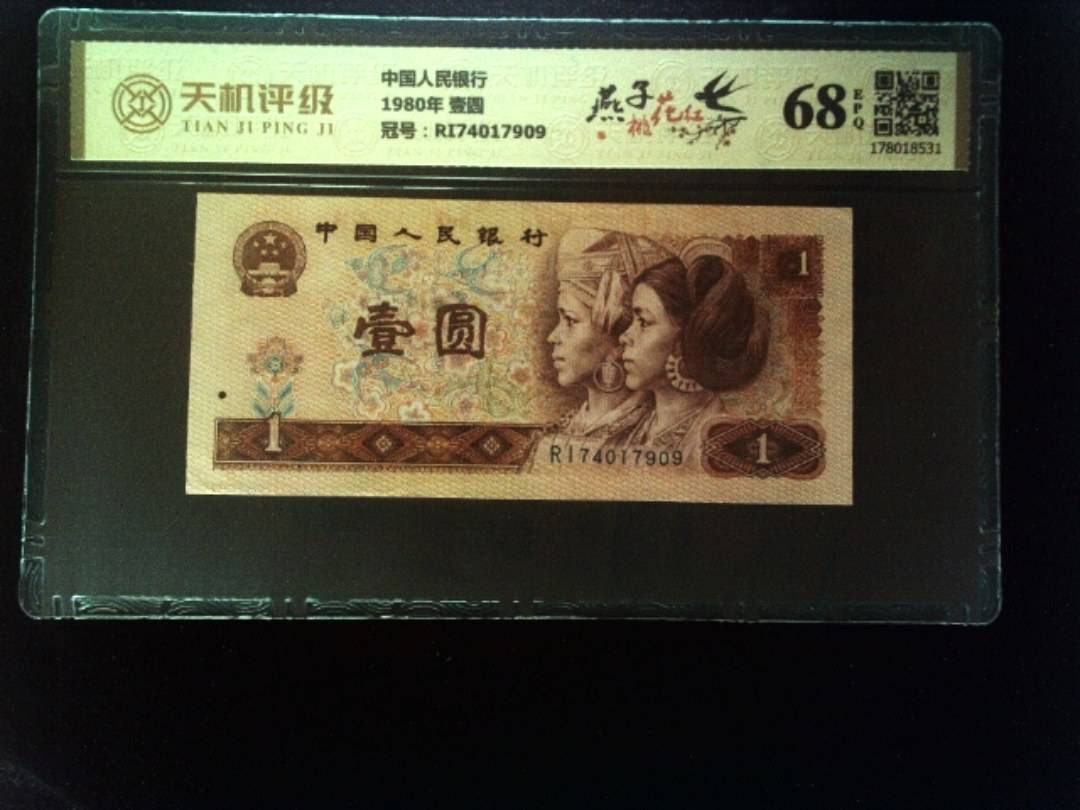 天机评级
TIAN JI PING JI
中国人民银行
1980年 壹圆
冠号：RI74017909
燕子
桃花红
68
EPQ
178018531
中国人民银行
壹圆
1
1
RI74017909
1